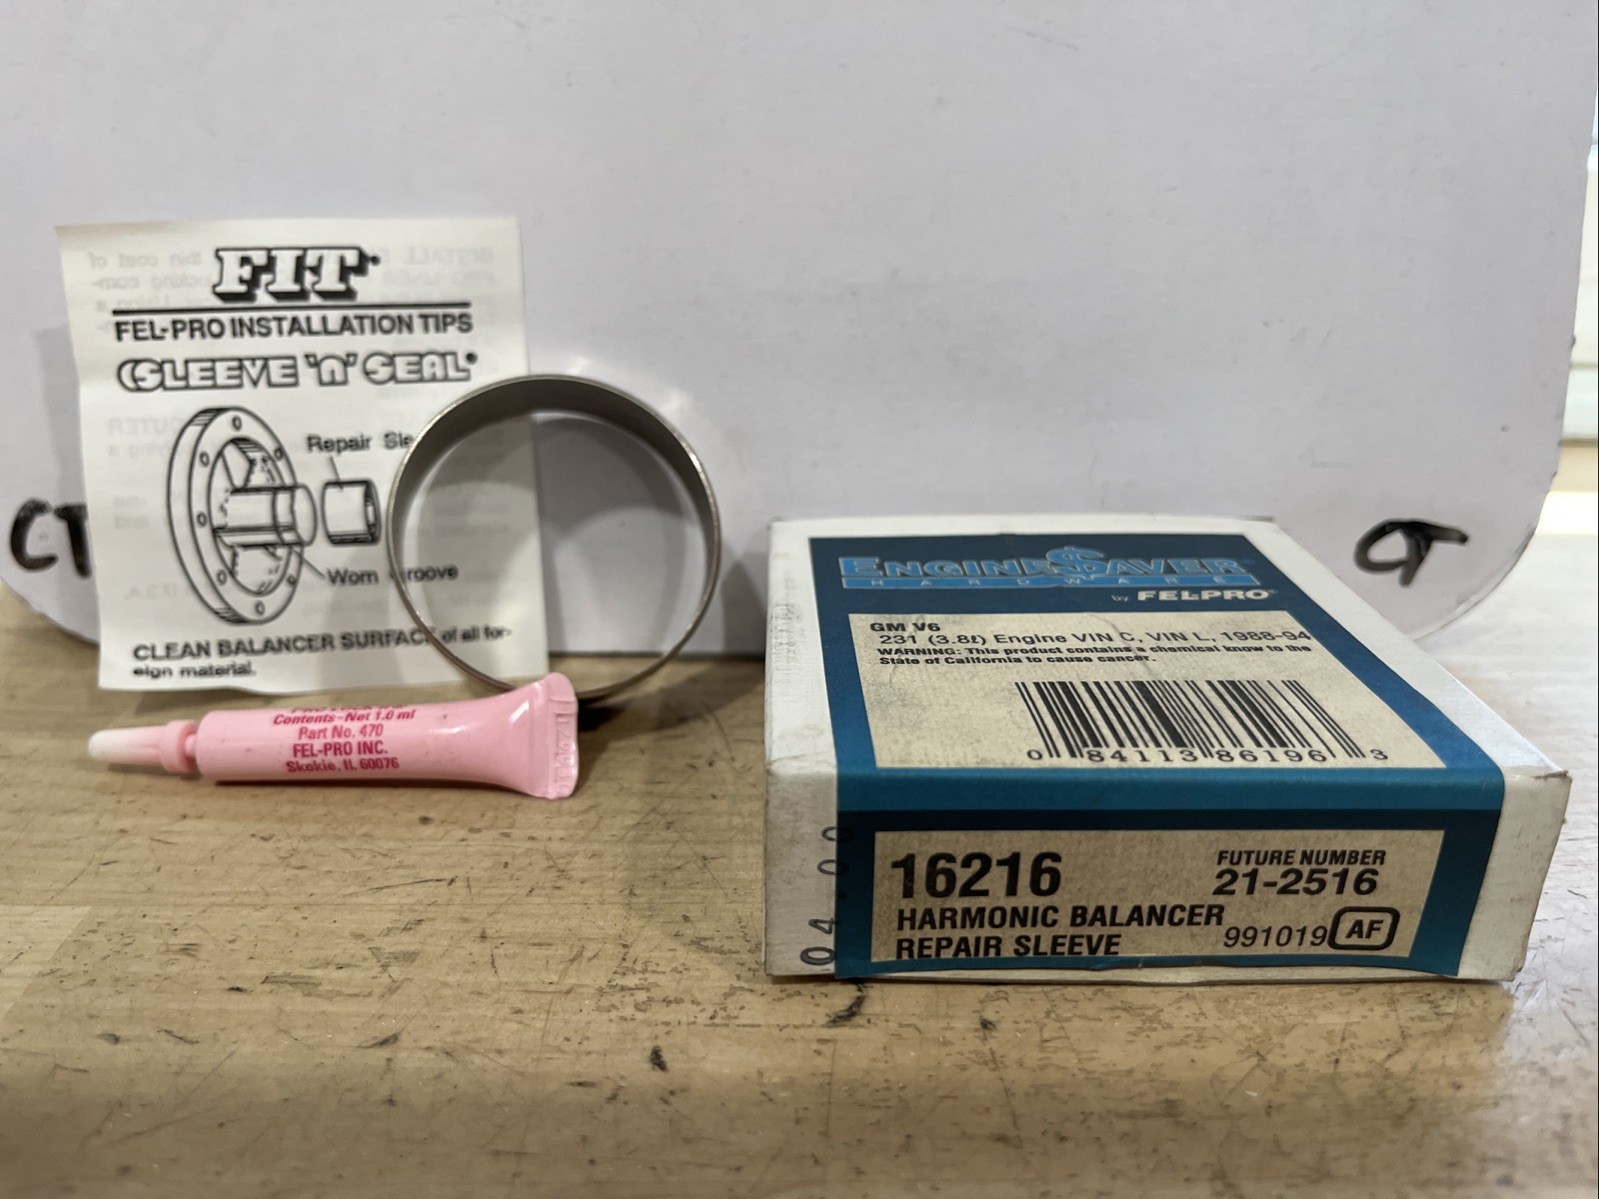 FIT
FEL-PRO INSTALLATION TIPS
SLEEVE 'n' SEAL
Repair Sle
Worn groove
CLEAN BALANCER SURFACE of all for-
eign material.
CT
Contents-Net 1.0 ml
Part No. 470
FEL-PRO INC.
Skokie, IL 60076
CT
ENGINE $AVER
HARDWARE
by FEL-PRO
GM V6
231 (3.8ℓ) Engine VIN C, VIN L, 1988-94
WARNING: This product contains a chemical know to the
State of California to cause cancer.
0 84113 86196 3
16216
FUTURE NUMBER
21-2516
HARMONIC BALANCER
REPAIR SLEEVE
991019 AF